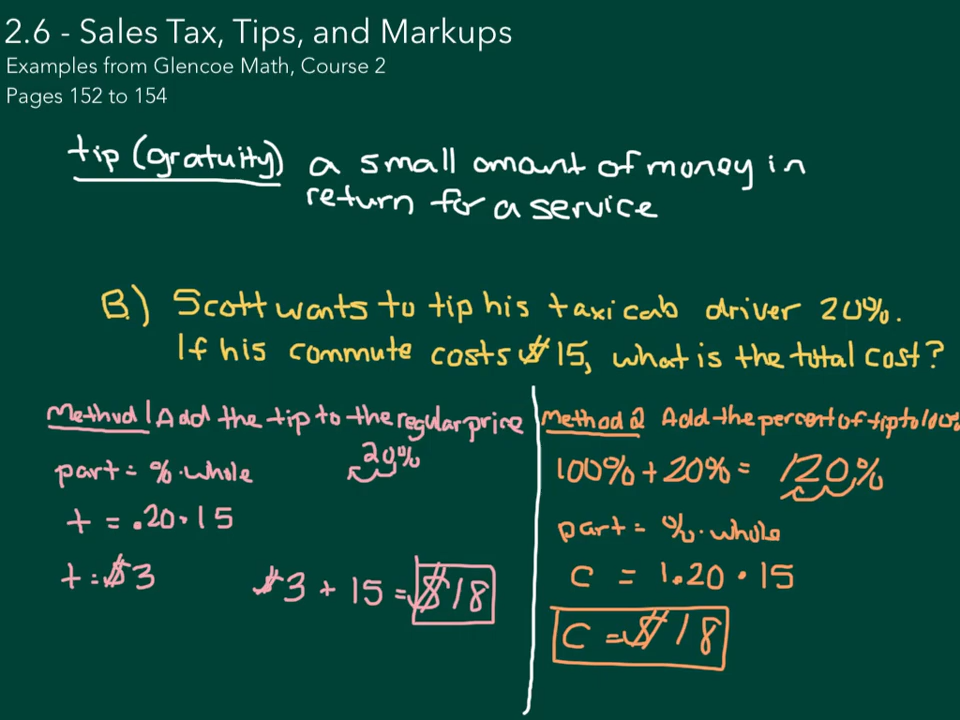 2.6 - Sales Tax, Tips, and Markups
Examples from Glencoe Math, Course 2
Pages 152 to 154
tip (gratuity) a small amount of money in
return for a service
B.) Scott wants to tip his taxicab driver 20%.
If his commute costs $15, what is the total cost?
Method 1 Add the tip to the regular price
part = % · whole 20%
t = .20 · 15
t = $3
$3 + 15 = $18
Method 2 Add the percent of tip to 100%
100% + 20% = 120%
part = % · whole
C = 1.20 · 15
C = $18